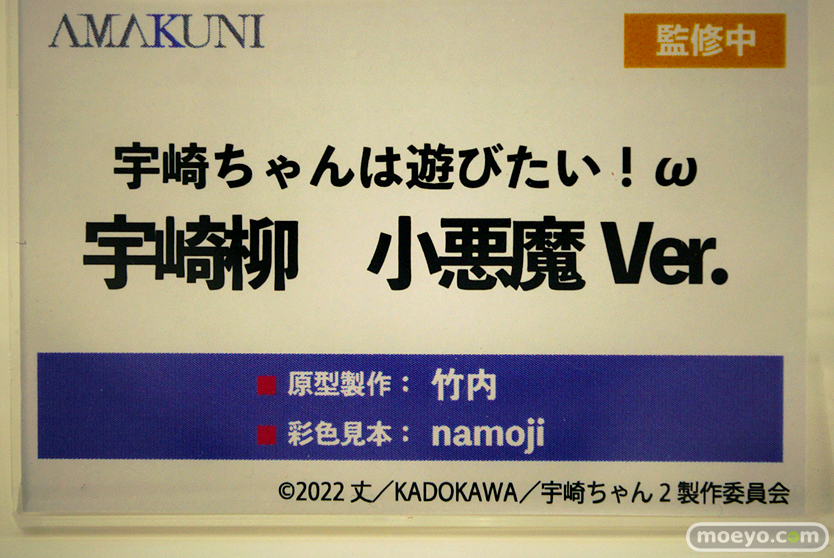 AMAKUNI
監修中
宇崎ちゃんは遊びたい！ω
宇崎柳　小悪魔 Ver.
■ 原型製作： 竹内
■ 彩色見本： namoji
©2022 丈／KADOKAWA／宇崎ちゃん2製作委員会
moeyo.com